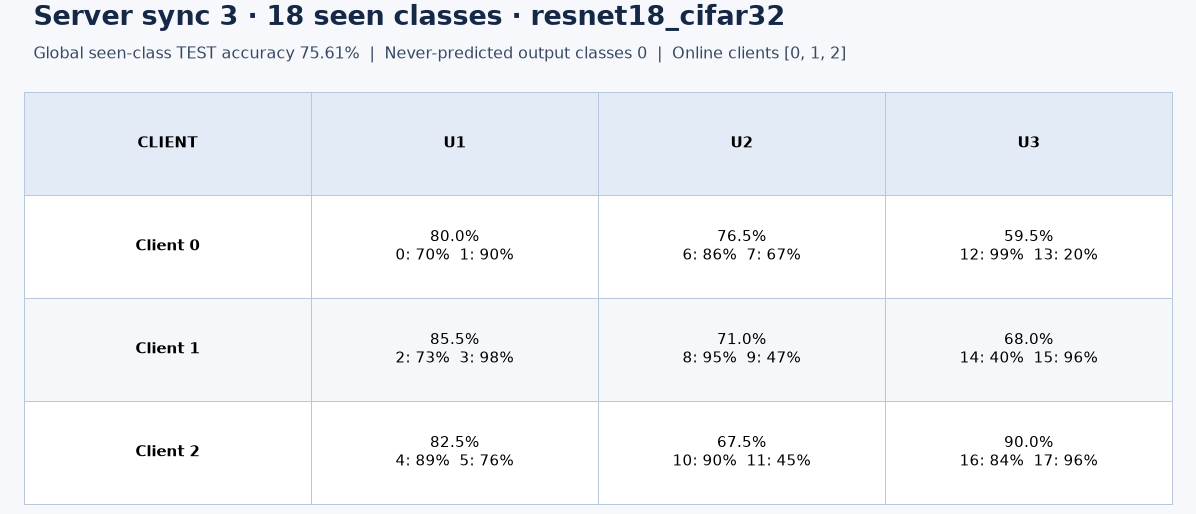 Server sync 3 · 18 seen classes · resnet18_cifar32
Global seen-class TEST accuracy 75.61%  |  Never-predicted output classes 0  |  Online clients [0, 1, 2]
CLIENT
U1
U2
U3
Client 0
80.0%
0: 70%  1: 90%
76.5%
6: 86%  7: 67%
59.5%
12: 99%  13: 20%
Client 1
85.5%
2: 73%  3: 98%
71.0%
8: 95%  9: 47%
68.0%
14: 40%  15: 96%
Client 2
82.5%
4: 89%  5: 76%
67.5%
10: 90%  11: 45%
90.0%
16: 84%  17: 96%